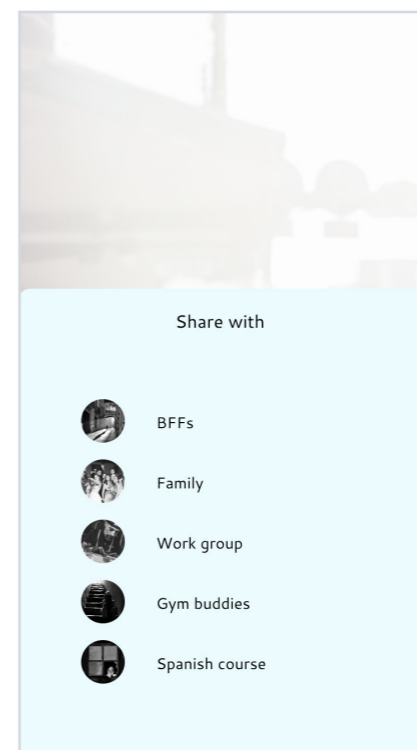 Share with
BFFs
Family
Work group
Gym buddies
Spanish course